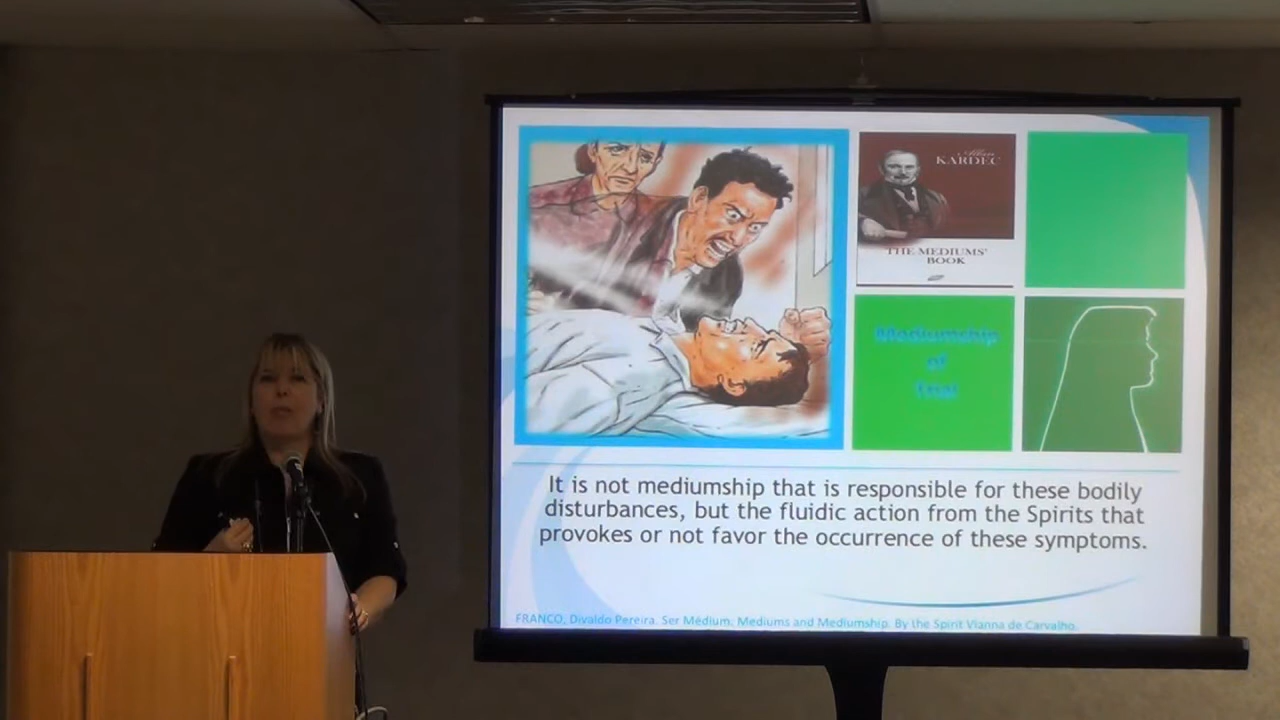 Allan
KARDEC
THE MEDIUMS'
BOOK
Mediumship
of
Trial
It is not mediumship that is responsible for these bodily
disturbances, but the fluidic action from the Spirits that
provokes or not favor the occurrence of these symptoms.
FRANCO, Divaldo Pereira. Ser Médium. Mediums and Mediumship. By the Spirit Vianna de Carvalho.